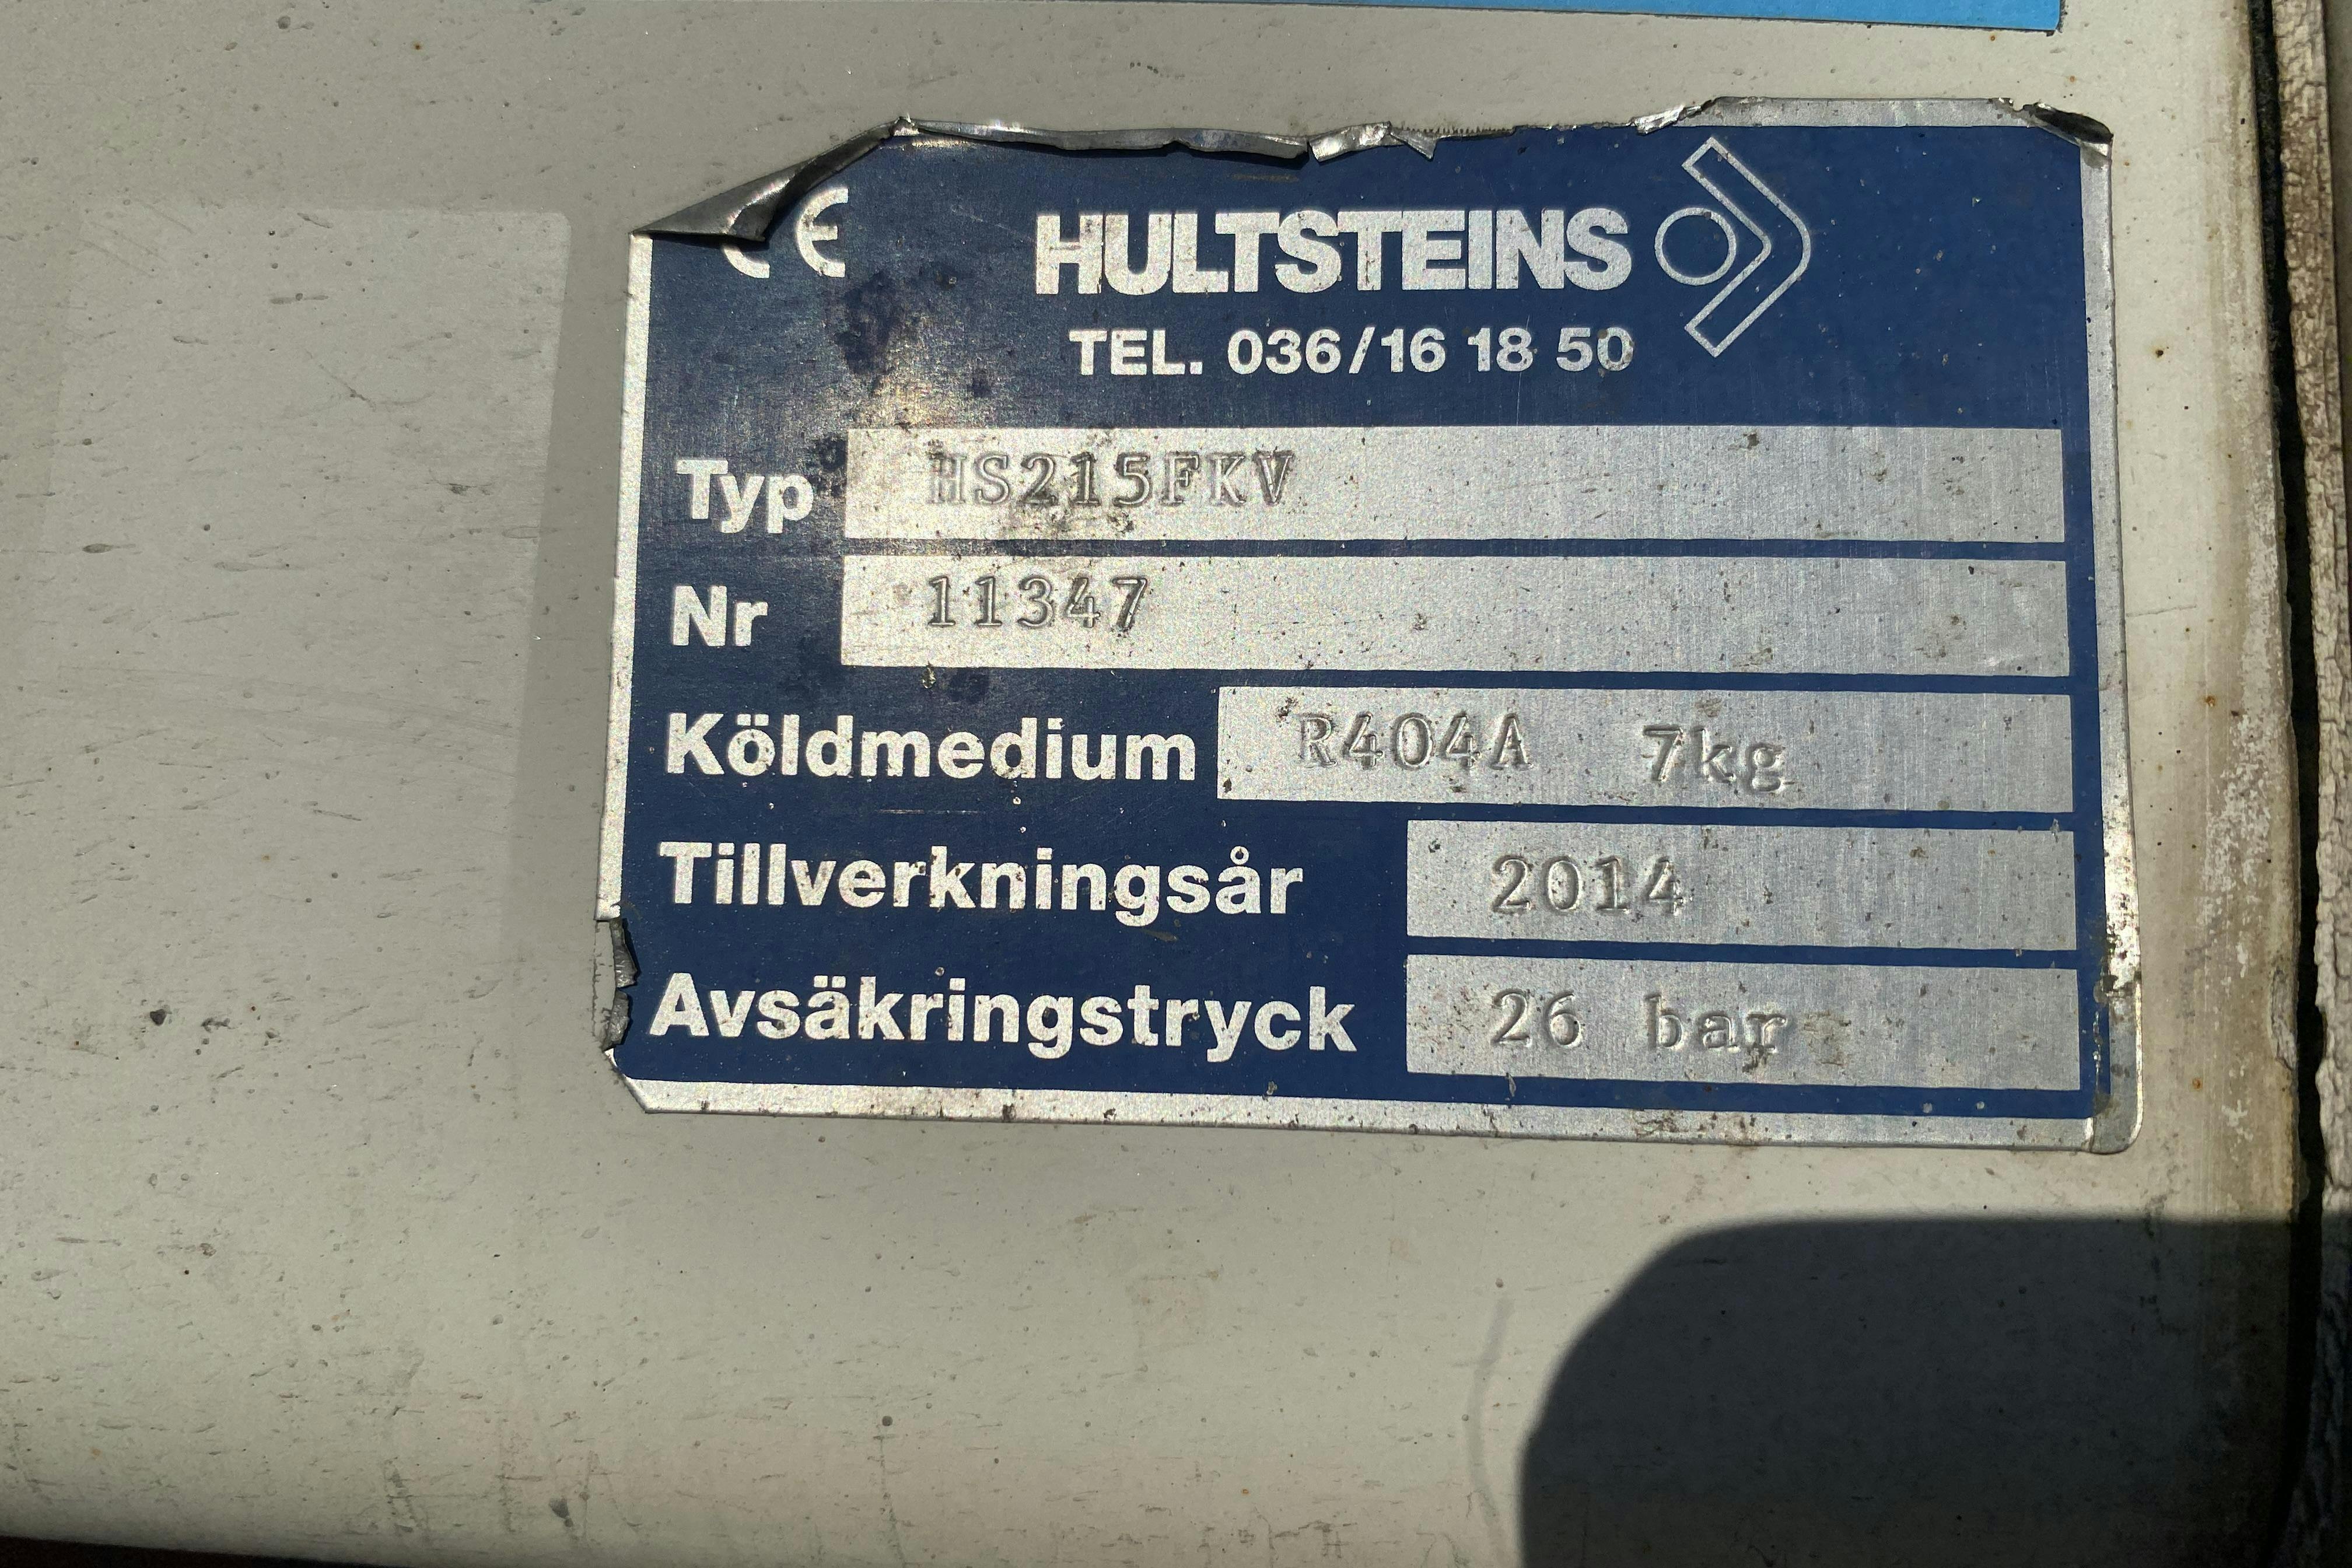 CE
HULTSTEINS
TEL. 036/16 18 50
Typ HS215FKV
Nr 11347
Köldmedium R404A 7kg
Tillverkningsår 2014
Avsäkringstryck 26 bar